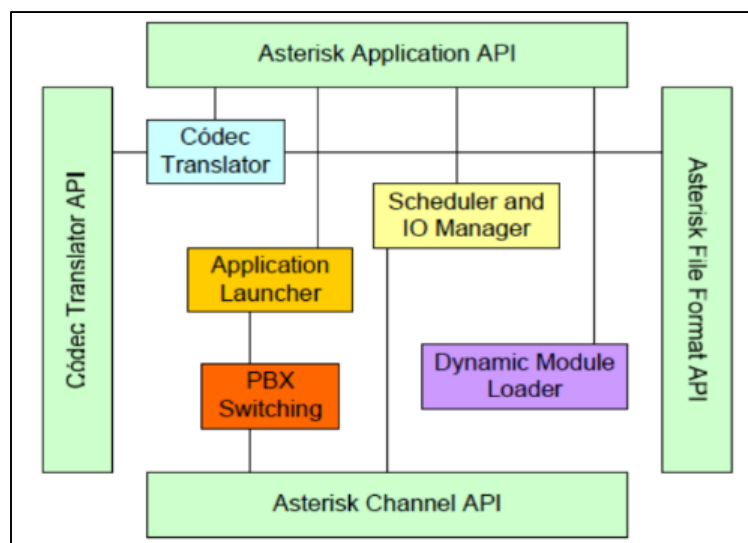 Asterisk Application API
Códec
Translator
Códec Translator API
Asterisk File Format API
Scheduler and
IO Manager
Application
Launcher
Dynamic Module
Loader
PBX
Switching
Asterisk Channel API